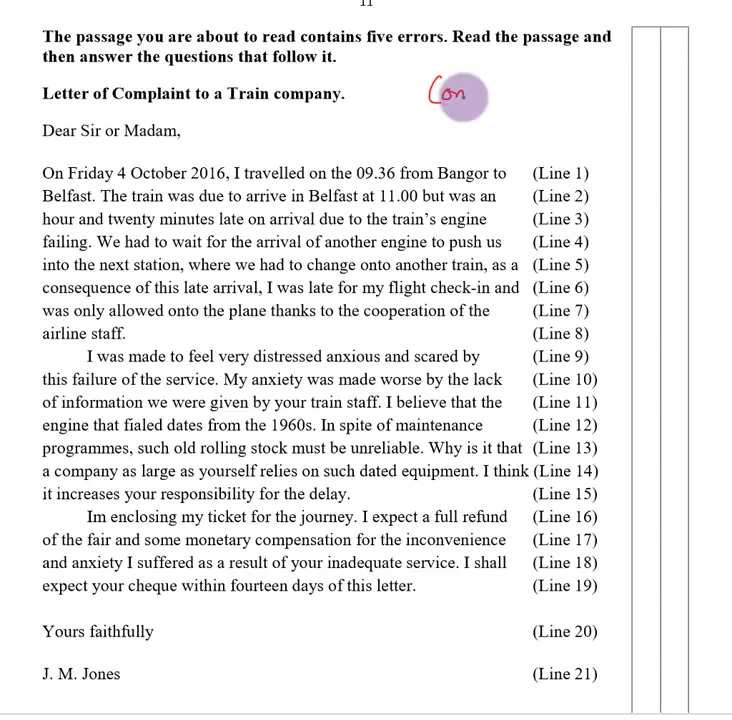 11
The passage you are about to read contains five errors. Read the passage and
then answer the questions that follow it.
Letter of Complaint to a Train company.
Con
Dear Sir or Madam,
On Friday 4 October 2016, I travelled on the 09.36 from Bangor to (Line 1)
Belfast. The train was due to arrive in Belfast at 11.00 but was an (Line 2)
hour and twenty minutes late on arrival due to the train’s engine (Line 3)
failing. We had to wait for the arrival of another engine to push us (Line 4)
into the next station, where we had to change onto another train, as a (Line 5)
consequence of this late arrival, I was late for my flight check-in and (Line 6)
was only allowed onto the plane thanks to the cooperation of the (Line 7)
airline staff. (Line 8)
I was made to feel very distressed anxious and scared by (Line 9)
this failure of the service. My anxiety was made worse by the lack (Line 10)
of information we were given by your train staff. I believe that the (Line 11)
engine that fialed dates from the 1960s. In spite of maintenance (Line 12)
programmes, such old rolling stock must be unreliable. Why is it that (Line 13)
a company as large as yourself relies on such dated equipment. I think (Line 14)
it increases your responsibility for the delay. (Line 15)
Im enclosing my ticket for the journey. I expect a full refund (Line 16)
of the fair and some monetary compensation for the inconvenience (Line 17)
and anxiety I suffered as a result of your inadequate service. I shall (Line 18)
expect your cheque within fourteen days of this letter. (Line 19)
Yours faithfully (Line 20)
J. M. Jones (Line 21)